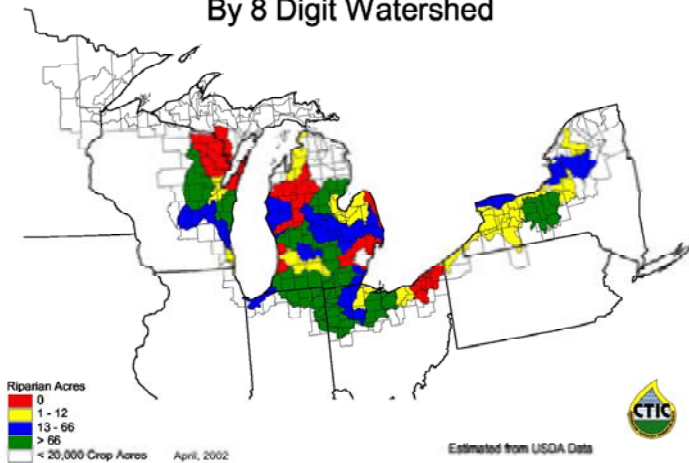 By 8 Digit Watershed
Riparian Acres
0
1 - 12
13 - 66
> 66
< 20,000 Crop Acres April, 2002
CTIC
Estimated from USDA Data